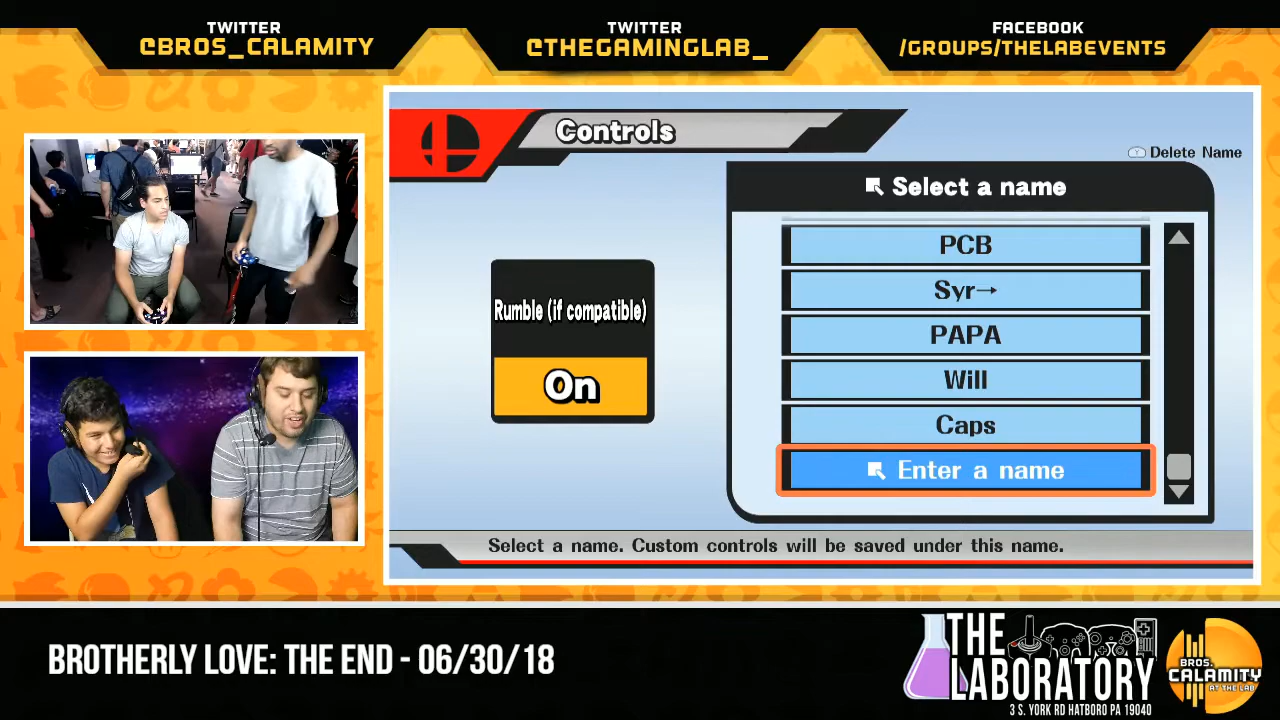 TWITTER
@BROS_CALAMITY
TWITTER
@THEGAMINGLAB_
FACEBOOK
/GROUPS/THELABEVENTS
Controls
Y Delete Name
Select a name
PCB
Syr→
PAPA
Will
Caps
Enter a name
Rumble (if compatible)
On
Select a name. Custom controls will be saved under this name.
BROTHERLY LOVE: THE END - 06/30/18
THE
LABORATORY
3 S. YORK RD HATBORO PA 19040
BROS.
CALAMITY
AT THE LAB